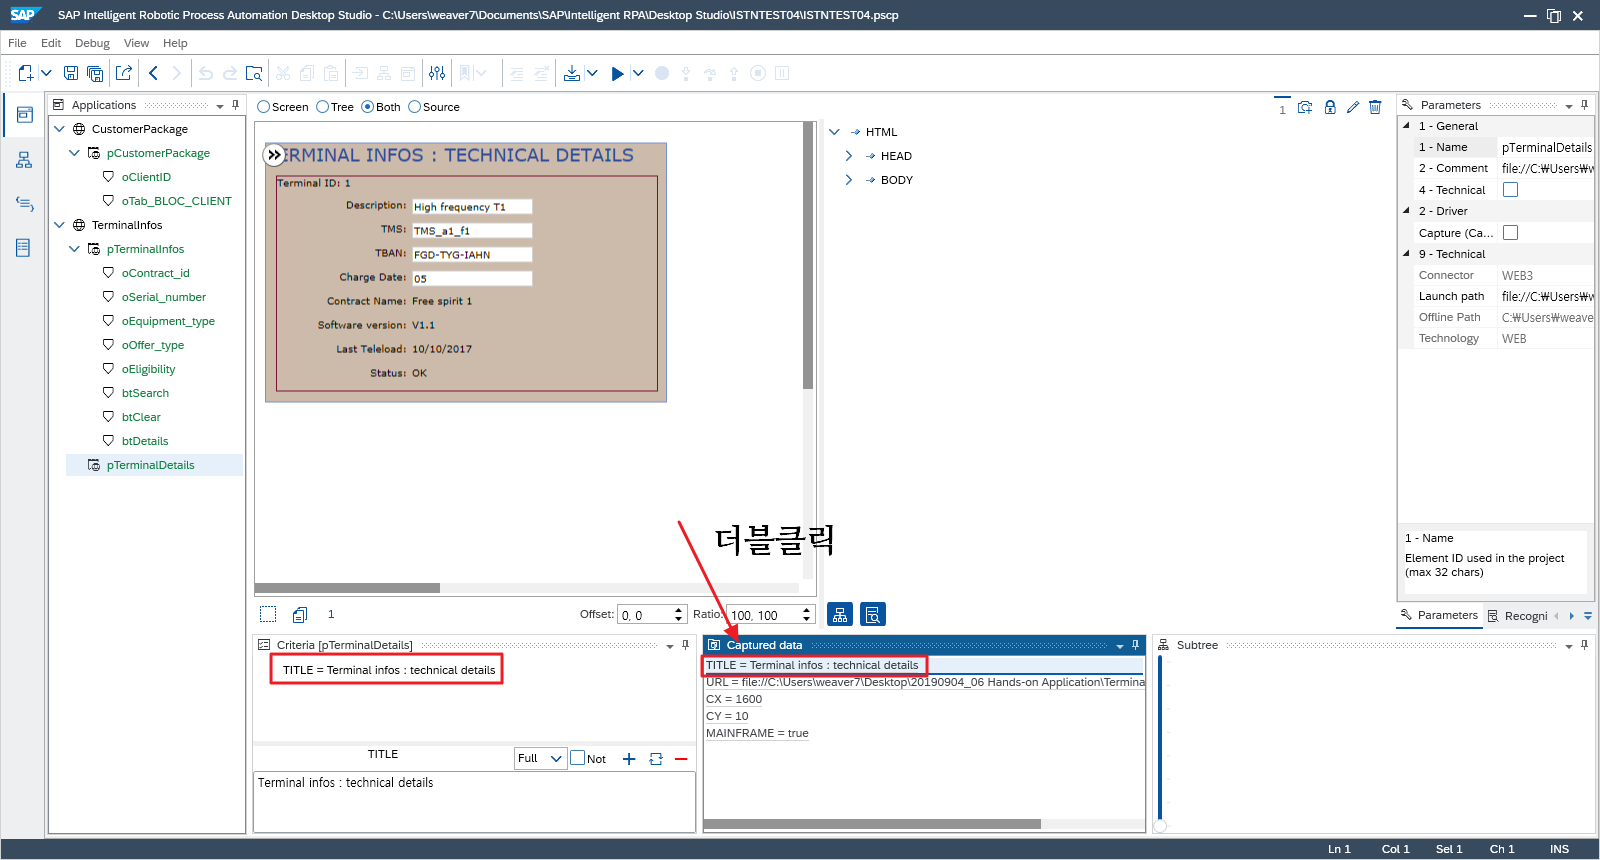 SAP SAP Intelligent Robotic Process Automation Desktop Studio - C:\Users\weaver7\Documents\SAP\Intelligent RPA\Desktop Studio\ISTNTEST04\ISTNTEST04.pscp
File Edit Debug View Help
Applications
CustomerPackage
pCustomerPackage
oClientID
oTab_BLOC_CLIENT
TerminalInfos
pTerminalInfos
oContract_id
oSerial_number
oEquipment_type
oOffer_type
oEligibility
btSearch
btClear
btDetails
pTerminalDetails
Screen Tree Both Source
1
ERMINAL INFOS : TECHNICAL DETAILS
Terminal ID: 1
Description: High frequency T1
TMS: TMS_a1_f1
TBAN: FGD-TYG-IAHN
Charge Date: 05
Contract Name: Free spirit 1
Software version: V1.1
Last Teleload: 10/10/2017
Status: OK
더블클릭
1
Offset: 0, 0 Ratio: 100, 100
HTML
HEAD
BODY
Parameters
1 - General
1 - Name pTerminalDetails
2 - Comment file://C:₩Users₩w
4 - Technical
2 - Driver
Capture (Ca...
9 - Technical
Connector WEB3
Launch path file://C:₩Users₩w
Offline Path C:₩Users₩weave
Technology WEB
1 - Name
Element ID used in the project
(max 32 chars)
Parameters Recogni
Criteria [pTerminalDetails]
TITLE = Terminal infos : technical details
TITLE Full Not
Terminal infos : technical details
Captured data
TITLE = Terminal infos : technical details
URL = file://C:\Users\weaver7\Desktop\20190904_06 Hands-on Application\Termina
CX = 1600
CY = 10
MAINFRAME = true
Subtree
Ln 1 Col 1 Sel 1 Ch 1 INS